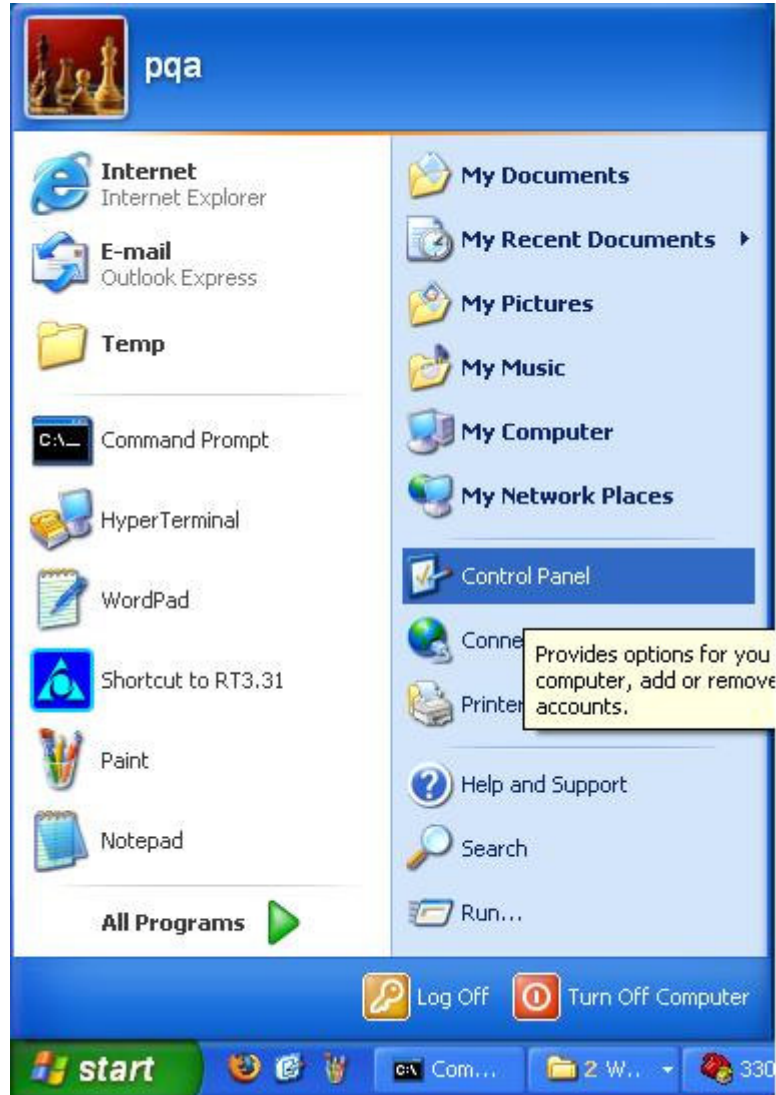 pqa
Internet
Internet Explorer
E-mail
Outlook Express
Temp
C:\_
Command Prompt
HyperTerminal
WordPad
Shortcut to RT3.31
Paint
Notepad
All Programs
My Documents
My Recent Documents
My Pictures
My Music
My Computer
My Network Places
Control Panel
Conne
Printer
Provides options for you
computer, add or remove
accounts.
Help and Support
Search
Run...
Log Off
Turn Off Computer
start
Com...
2 W...
330